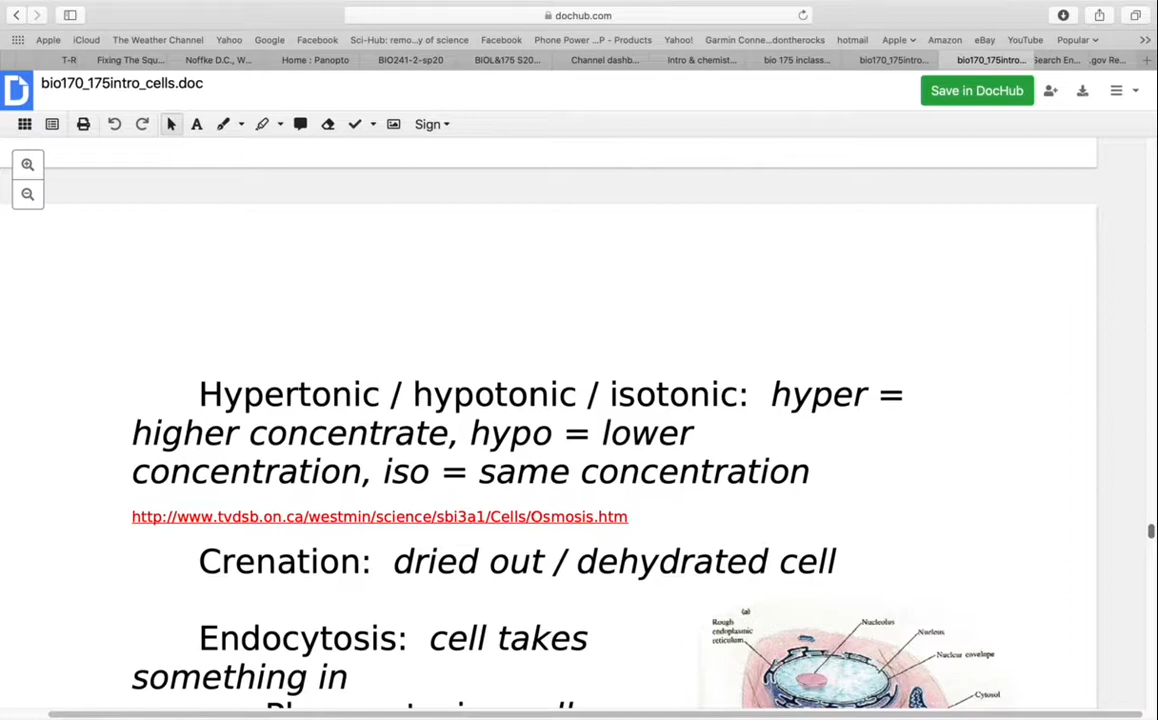 dochub.com
Apple iCloud The Weather Channel Yahoo Google Facebook Sci-Hub: remo...y of science Facebook Phone Power ...P - Products Yahoo! Garmin Conne...dontherocks hotmail Apple Amazon eBay YouTube Popular
T-R Fixing The Squ... Noffke D.C., W... Home : Panopto BIO241-2-sp20 BIOL&175 S20... Channel dashb... Intro & chemist... bio 175 inclass... bio170_175intro... bio170_175intro... Search En... .gov Re...
bio170_175intro_cells.doc
Save in DocHub
A Sign
Hypertonic / hypotonic / isotonic: hyper =
higher concentrate, hypo = lower
concentration, iso = same concentration
http://www.tvdsb.on.ca/westmin/science/sbi3a1/Cells/Osmosis.htm
Crenation: dried out / dehydrated cell
Endocytosis: cell takes
something in
(a)
Rough
endoplasmic
reticulum
Nucleolus
Nucleus
Nuclear envelope
Cytosol